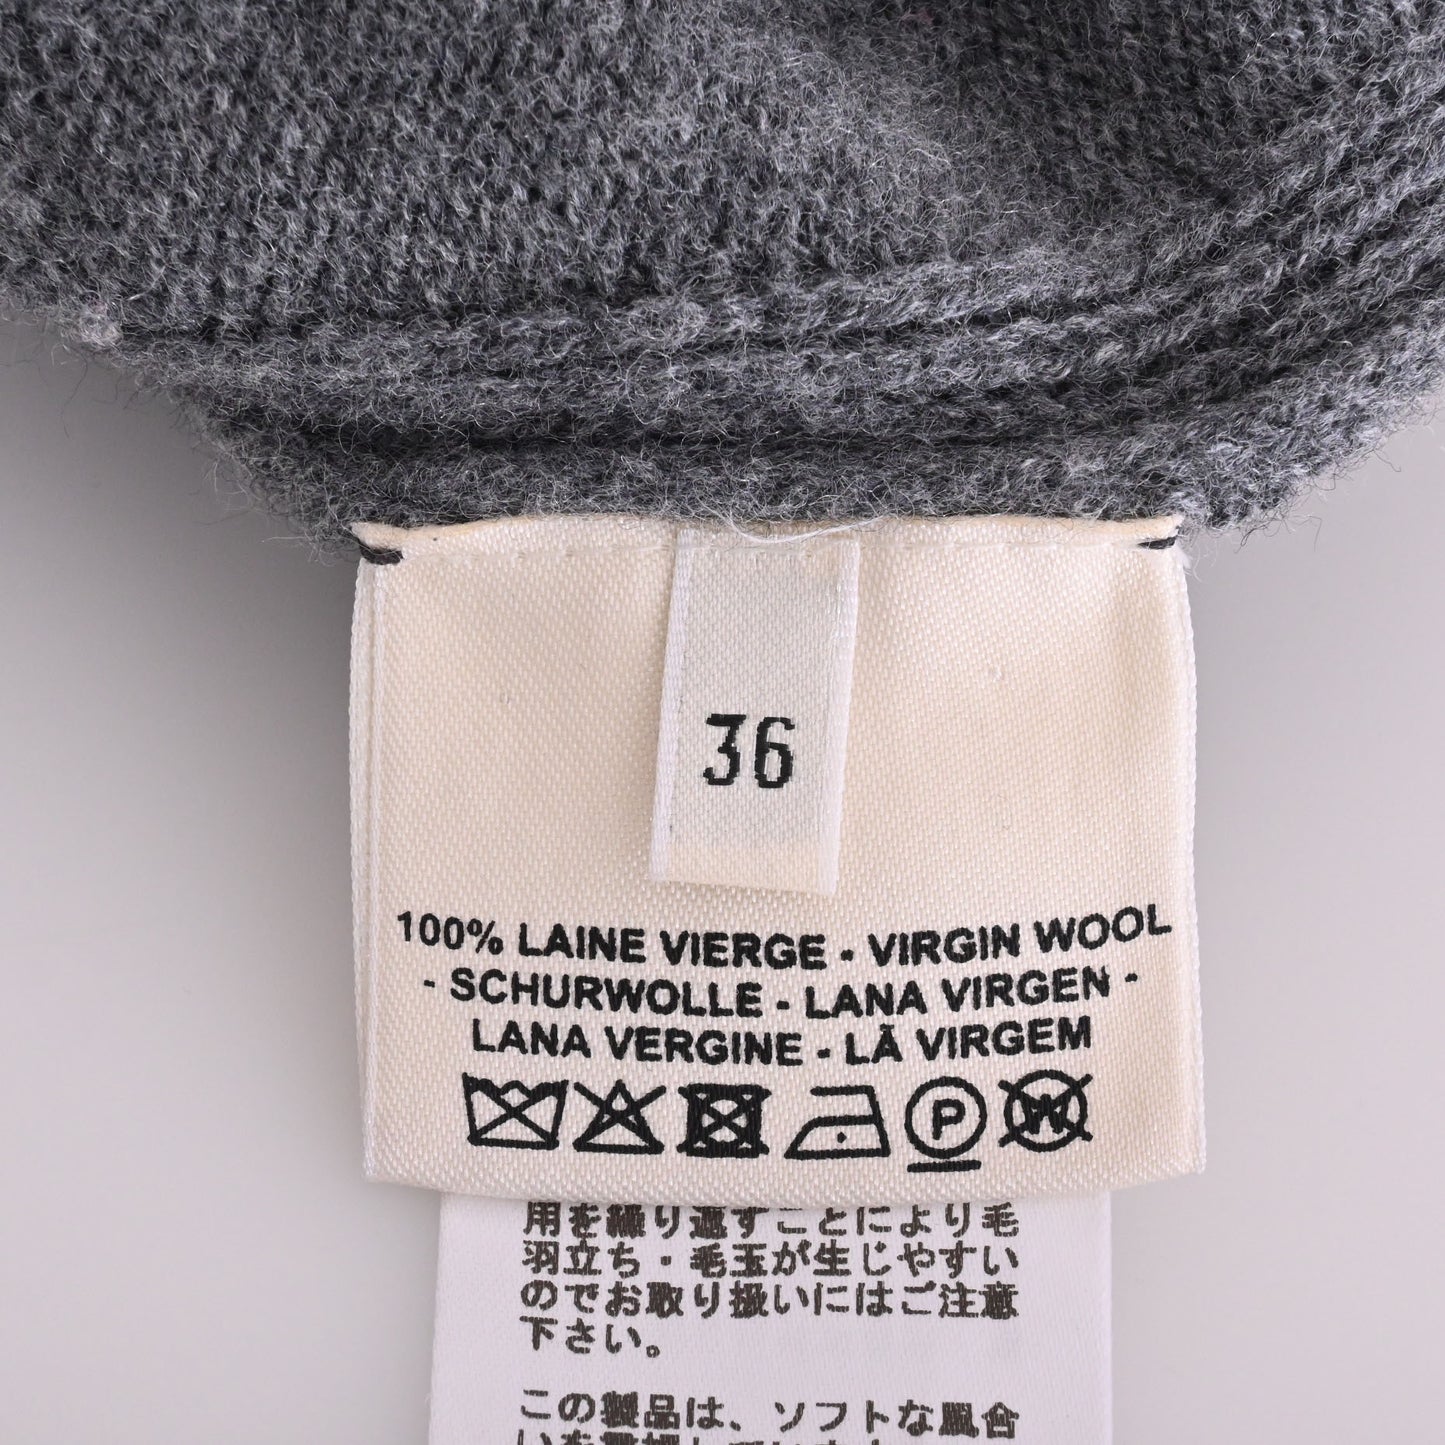 36
100% LAINE VIERGE - VIRGIN WOOL
- SCHURWOLLE - LANA VIRGEN -
LANA VERGINE - LÃ VIRGEM
P
W
用を繰り返すことにより毛
羽立ち・毛玉が生じやすい
のでお取り扱いにはご注意
下さい。
この製品は、ソフトな風合